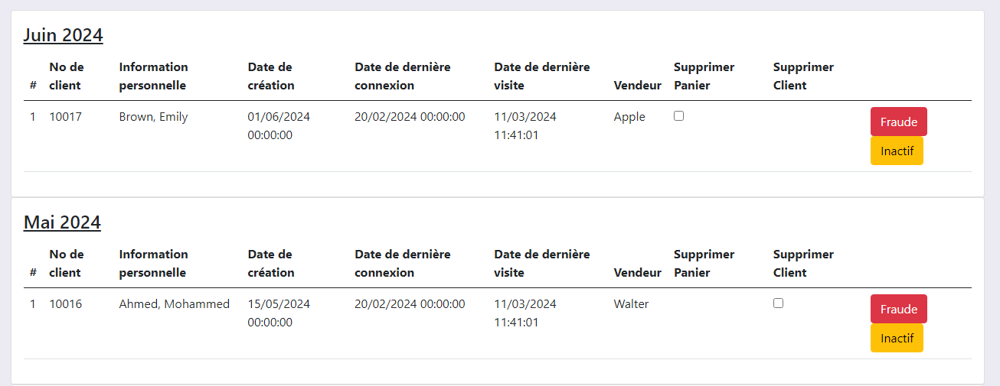 Juin 2024
# No de client Information personnelle Date de création Date de dernière connexion Date de dernière visite Vendeur Supprimer Panier Supprimer Client
1 10017 Brown, Emily 01/06/2024 00:00:00 20/02/2024 00:00:00 11/03/2024 11:41:01 Apple Fraude
Inactif
Mai 2024
# No de client Information personnelle Date de création Date de dernière connexion Date de dernière visite Vendeur Supprimer Panier Supprimer Client
1 10016 Ahmed, Mohammed 15/05/2024 00:00:00 20/02/2024 00:00:00 11/03/2024 11:41:01 Walter Fraude
Inactif